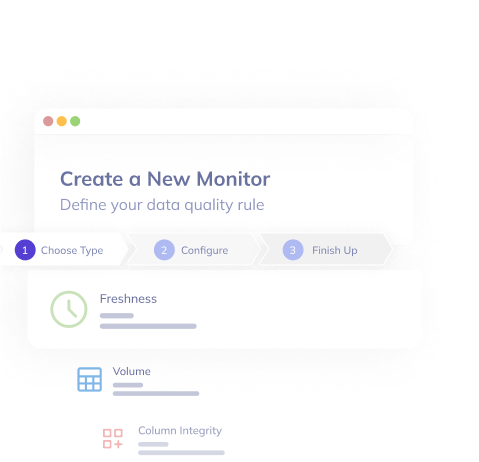 Create a New Monitor
Define your data quality rule
1 Choose Type 2 Configure 3 Finish Up
Freshness
Volume
Column Integrity